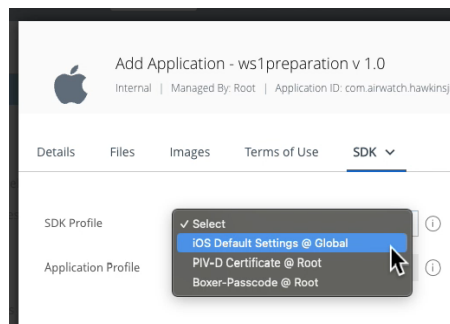 Add Application - ws1preparation v 1.0
Internal | Managed By: Root | Application ID: com.airwatch.hawkinsj
Details Files Images Terms of Use SDK
SDK Profile
✓ Select
iOS Default Settings @ Global
Application Profile
PIV-D Certificate @ Root
Boxer-Passcode @ Root